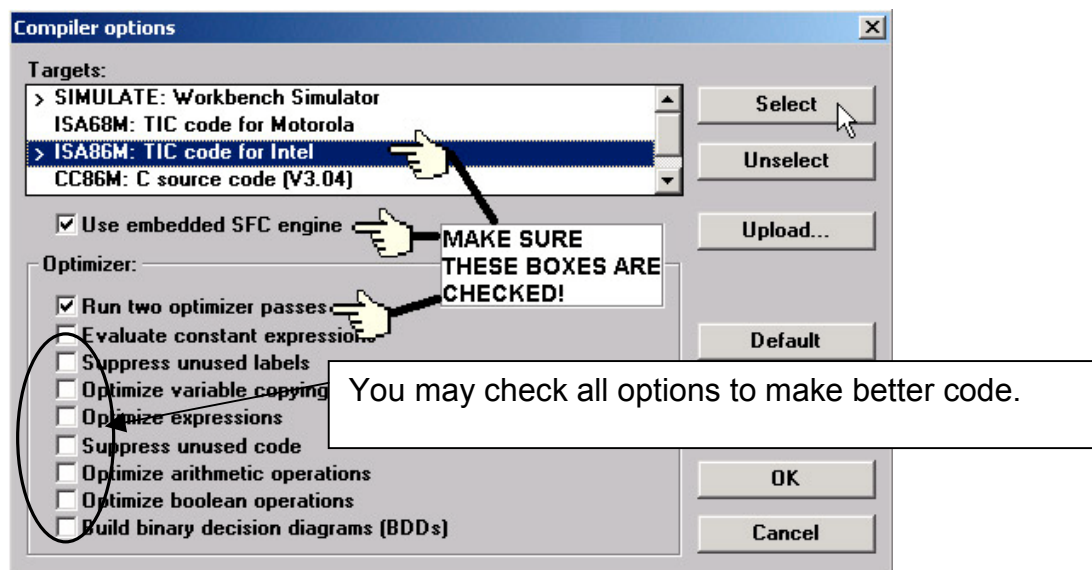 Compiler options
Targets:
> SIMULATE: Workbench Simulator
ISA68M: TIC code for Motorola
> ISA86M: TIC code for Intel
CC86M: C source code (V3.04)
Select
Unselect
Upload...
Use embedded SFC engine
MAKE SURE
THESE BOXES ARE
CHECKED!
Optimizer:
Run two optimizer passes
Evaluate constant expressions
Suppress unused labels
Optimize variable copying
Optimize expressions
Suppress unused code
Optimize arithmetic operations
Optimize boolean operations
Build binary decision diagrams (BDDs)
Default
You may check all options to make better code.
OK
Cancel